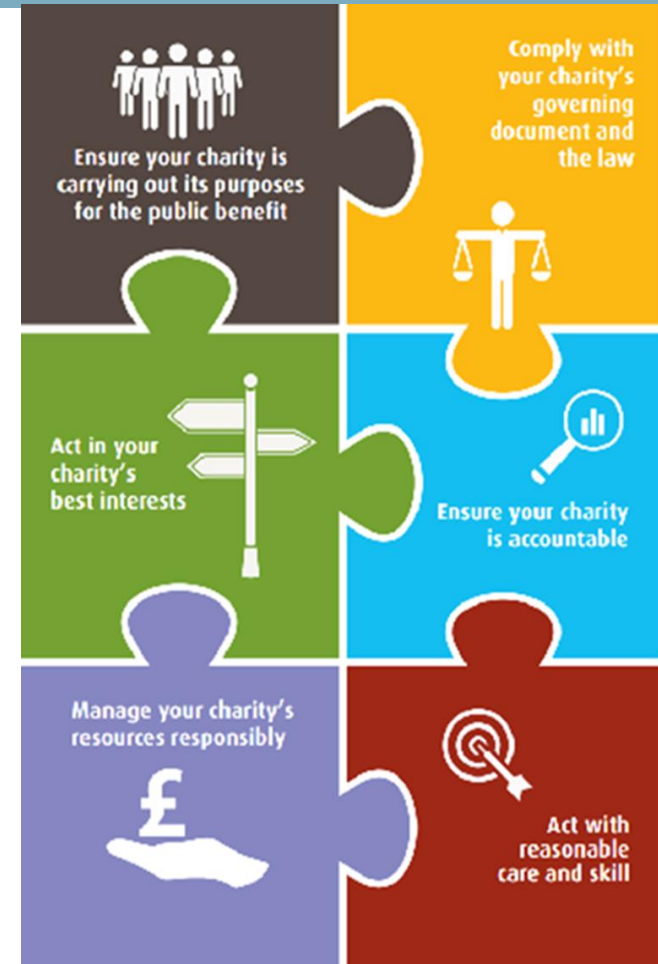 Ensure your charity is
carrying out its purposes
for the public benefit
Comply with
your charity's
governing
document and
the law
Act in your
charity's
best interests
Ensure your charity
is accountable
Manage your charity's
resources responsibly
£
Act with
reasonable
care and skill